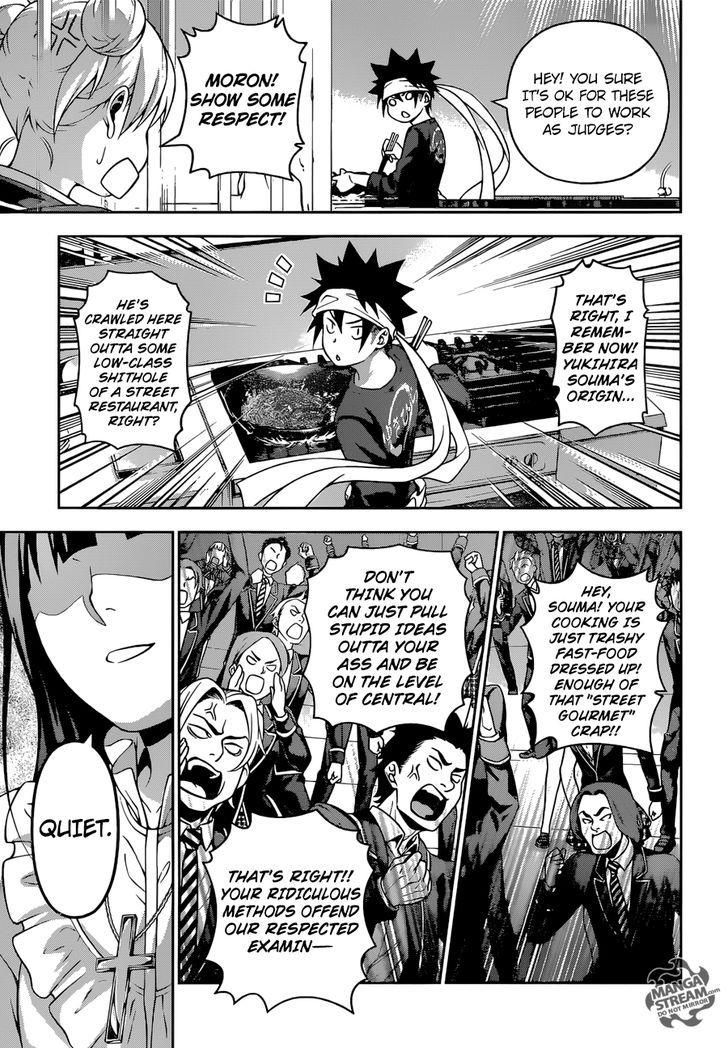 HEY! YOU SURE
IT'S OK FOR THESE
PEOPLE TO WORK
AS JUDGES?
MORON!
SHOW SOME
RESPECT!
THAT'S
RIGHT, I
REMEM-
BER NOW!
YUKIHIRA
SOUMA'S
ORIGIN...
HE'S
CRAWLED HERE
STRAIGHT
OUTTA SOME
LOW-CLASS
SHITHOLE
OF A STREET
RESTAURANT,
RIGHT?
HEY,
SOUMA! YOUR
COOKING IS
JUST TRASHY
FAST-FOOD
DRESSED UP!
ENOUGH OF
THAT "STREET
GOURMET"
CRAP!!
DON'T
THINK YOU
CAN JUST PULL
STUPID IDEAS
OUTTA YOUR
ASS AND BE
ON THE LEVEL
OF CENTRAL!
THAT'S RIGHT!!
YOUR RIDICULOUS
METHODS OFFEND
OUR RESPECTED
EXAMIN—
QUIET.
MANGA
STREAM.com
DO NOT MIRROR!